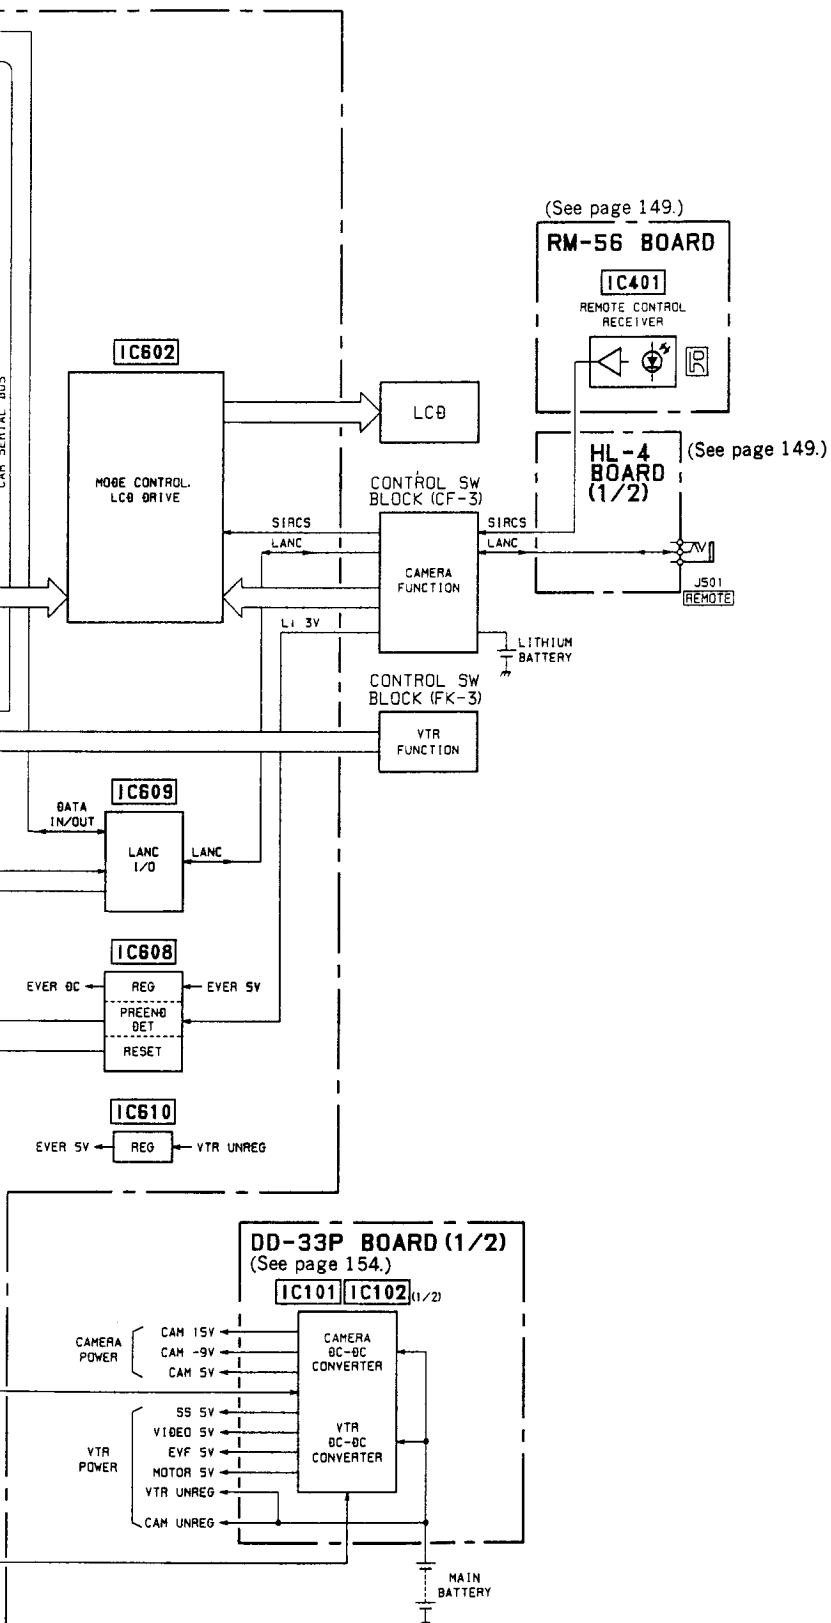 (See page 149.)
RM-56 BOARD
IC401
REMOTE CONTROL
RECEIVER
IC602
CAM SERIAL BUS
MODE CONTROL.
LCD DRIVE
LCD
HL-4
BOARD
(1/2)
(See page 149.)
CONTROL SW
BLOCK (CF-3)
SIRCS
LANC
CAMERA
FUNCTION
SIRCS
LANC
J501
REMOTE
Li 3V
LITHIUM
BATTERY
CONTROL SW
BLOCK (FK-3)
VTR
FUNCTION
IC609
DATA
IN/OUT
LANC
I/O
LANC
IC608
EVER DC
REG
EVER 5V
PREEND
DET
RESET
IC610
EVER 5V
REG
VTR UNREG
DD-33P BOARD (1/2)
(See page 154.)
IC101 IC102 (1/2)
CAMERA
POWER
CAM 15V
CAM -9V
CAM 5V
CAMERA
DC-DC
CONVERTER
VTR
POWER
SS 5V
VIDEO 5V
EVF 5V
MOTOR 5V
VTR UNREG
CAM UNREG
VTR
DC-DC
CONVERTER
MAIN
BATTERY